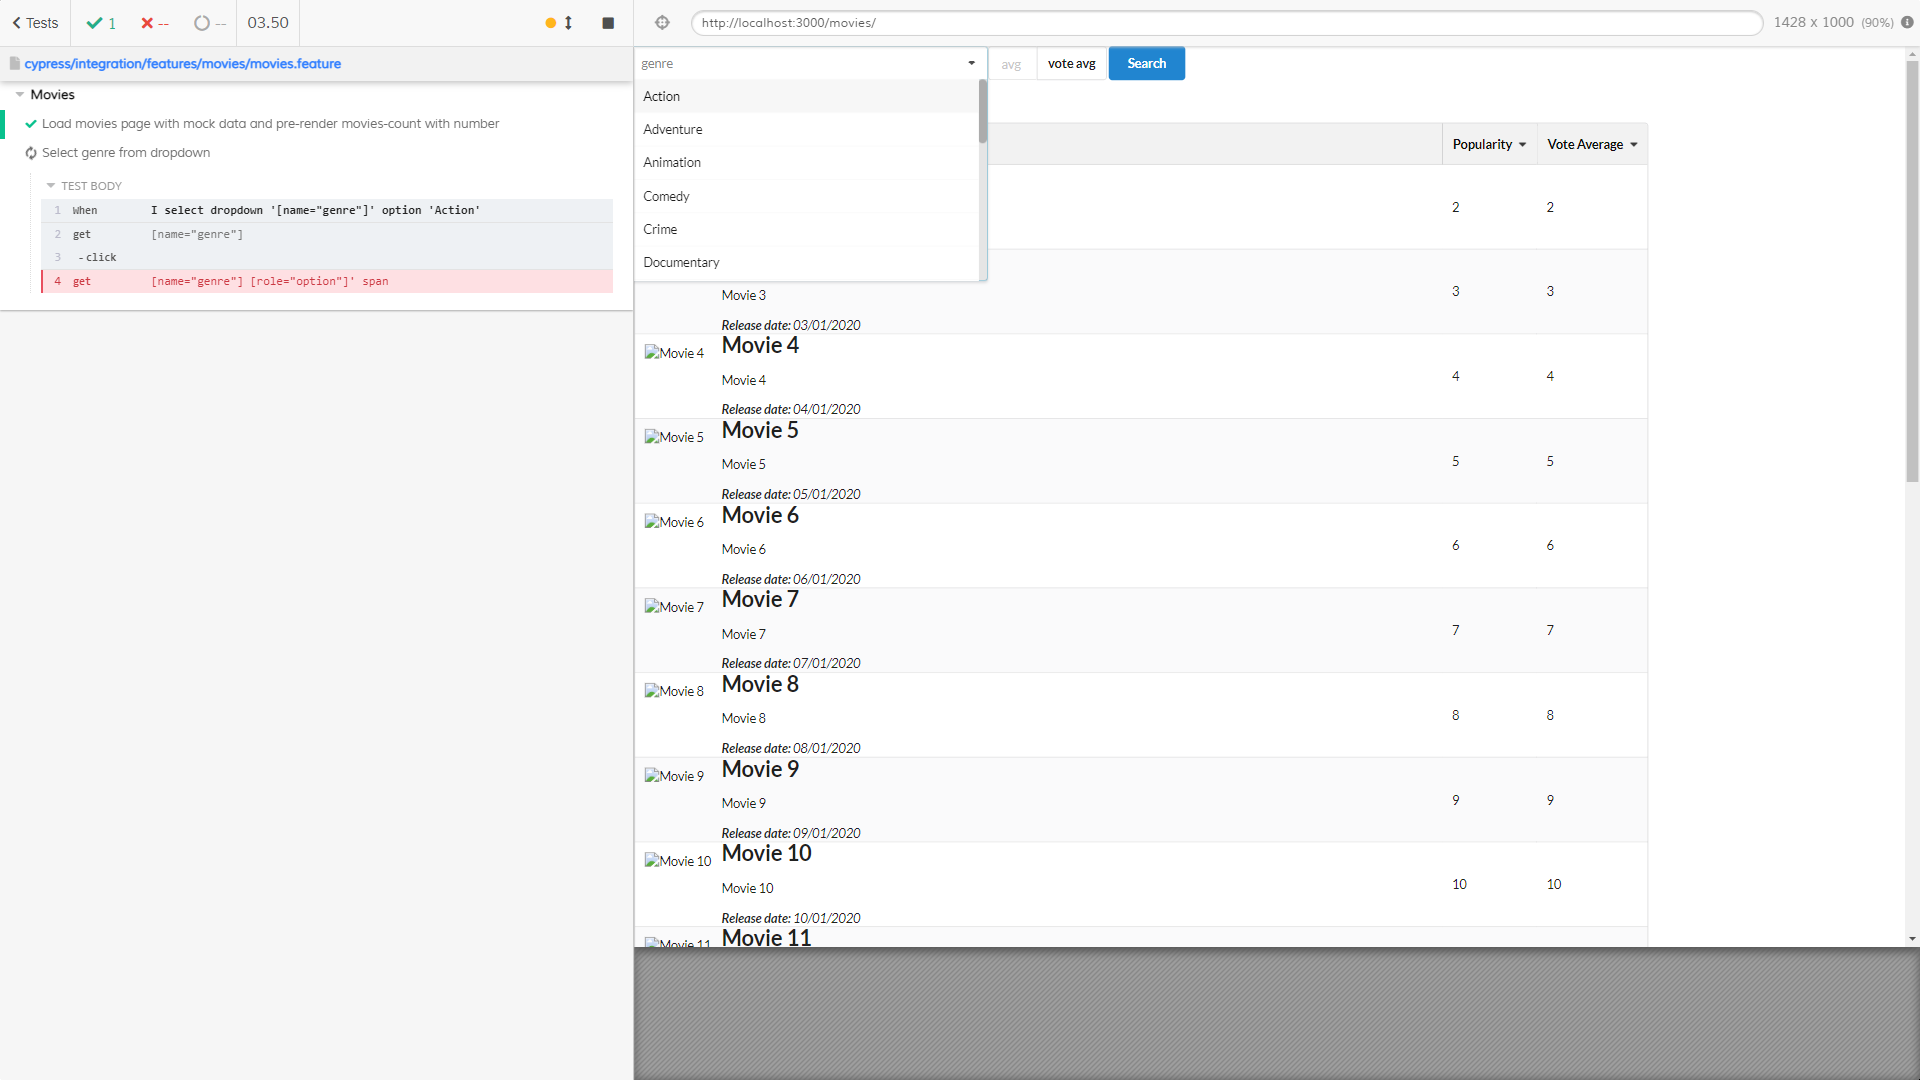 Tests
1
--
--
03.50
http://localhost:3000/movies/
1428 x 1000 (90%)
cypress/integration/features/movies/movies.feature
Movies
Load movies page with mock data and pre-render movies-count with number
Select genre from dropdown
TEST BODY
1 When I select dropdown '[name="genre"]' option 'Action'
2 get [name="genre"]
3 - click
4 get [name="genre"] [role="option"]' span
genre
avg
vote avg
Search
Action
Adventure
Animation
Comedy
Crime
Documentary
Popularity Vote Average
2 2
Movie 3
Release date: 03/01/2020
3 3
Movie 4
Movie 4
Movie 4
Release date: 04/01/2020
4 4
Movie 5
Movie 5
Movie 5
Release date: 05/01/2020
5 5
Movie 6
Movie 6
Movie 6
Release date: 06/01/2020
6 6
Movie 7
Movie 7
Movie 7
Release date: 07/01/2020
7 7
Movie 8
Movie 8
Movie 8
Release date: 08/01/2020
8 8
Movie 9
Movie 9
Movie 9
Release date: 09/01/2020
9 9
Movie 10
Movie 10
Movie 10
Release date: 10/01/2020
10 10
Movie 11
Movie 11